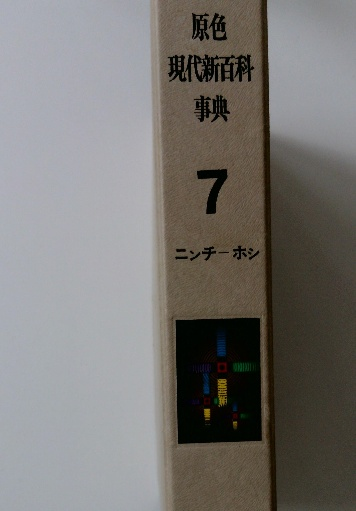 原色
現代新百科
事典
7
ニンチ－ホシ